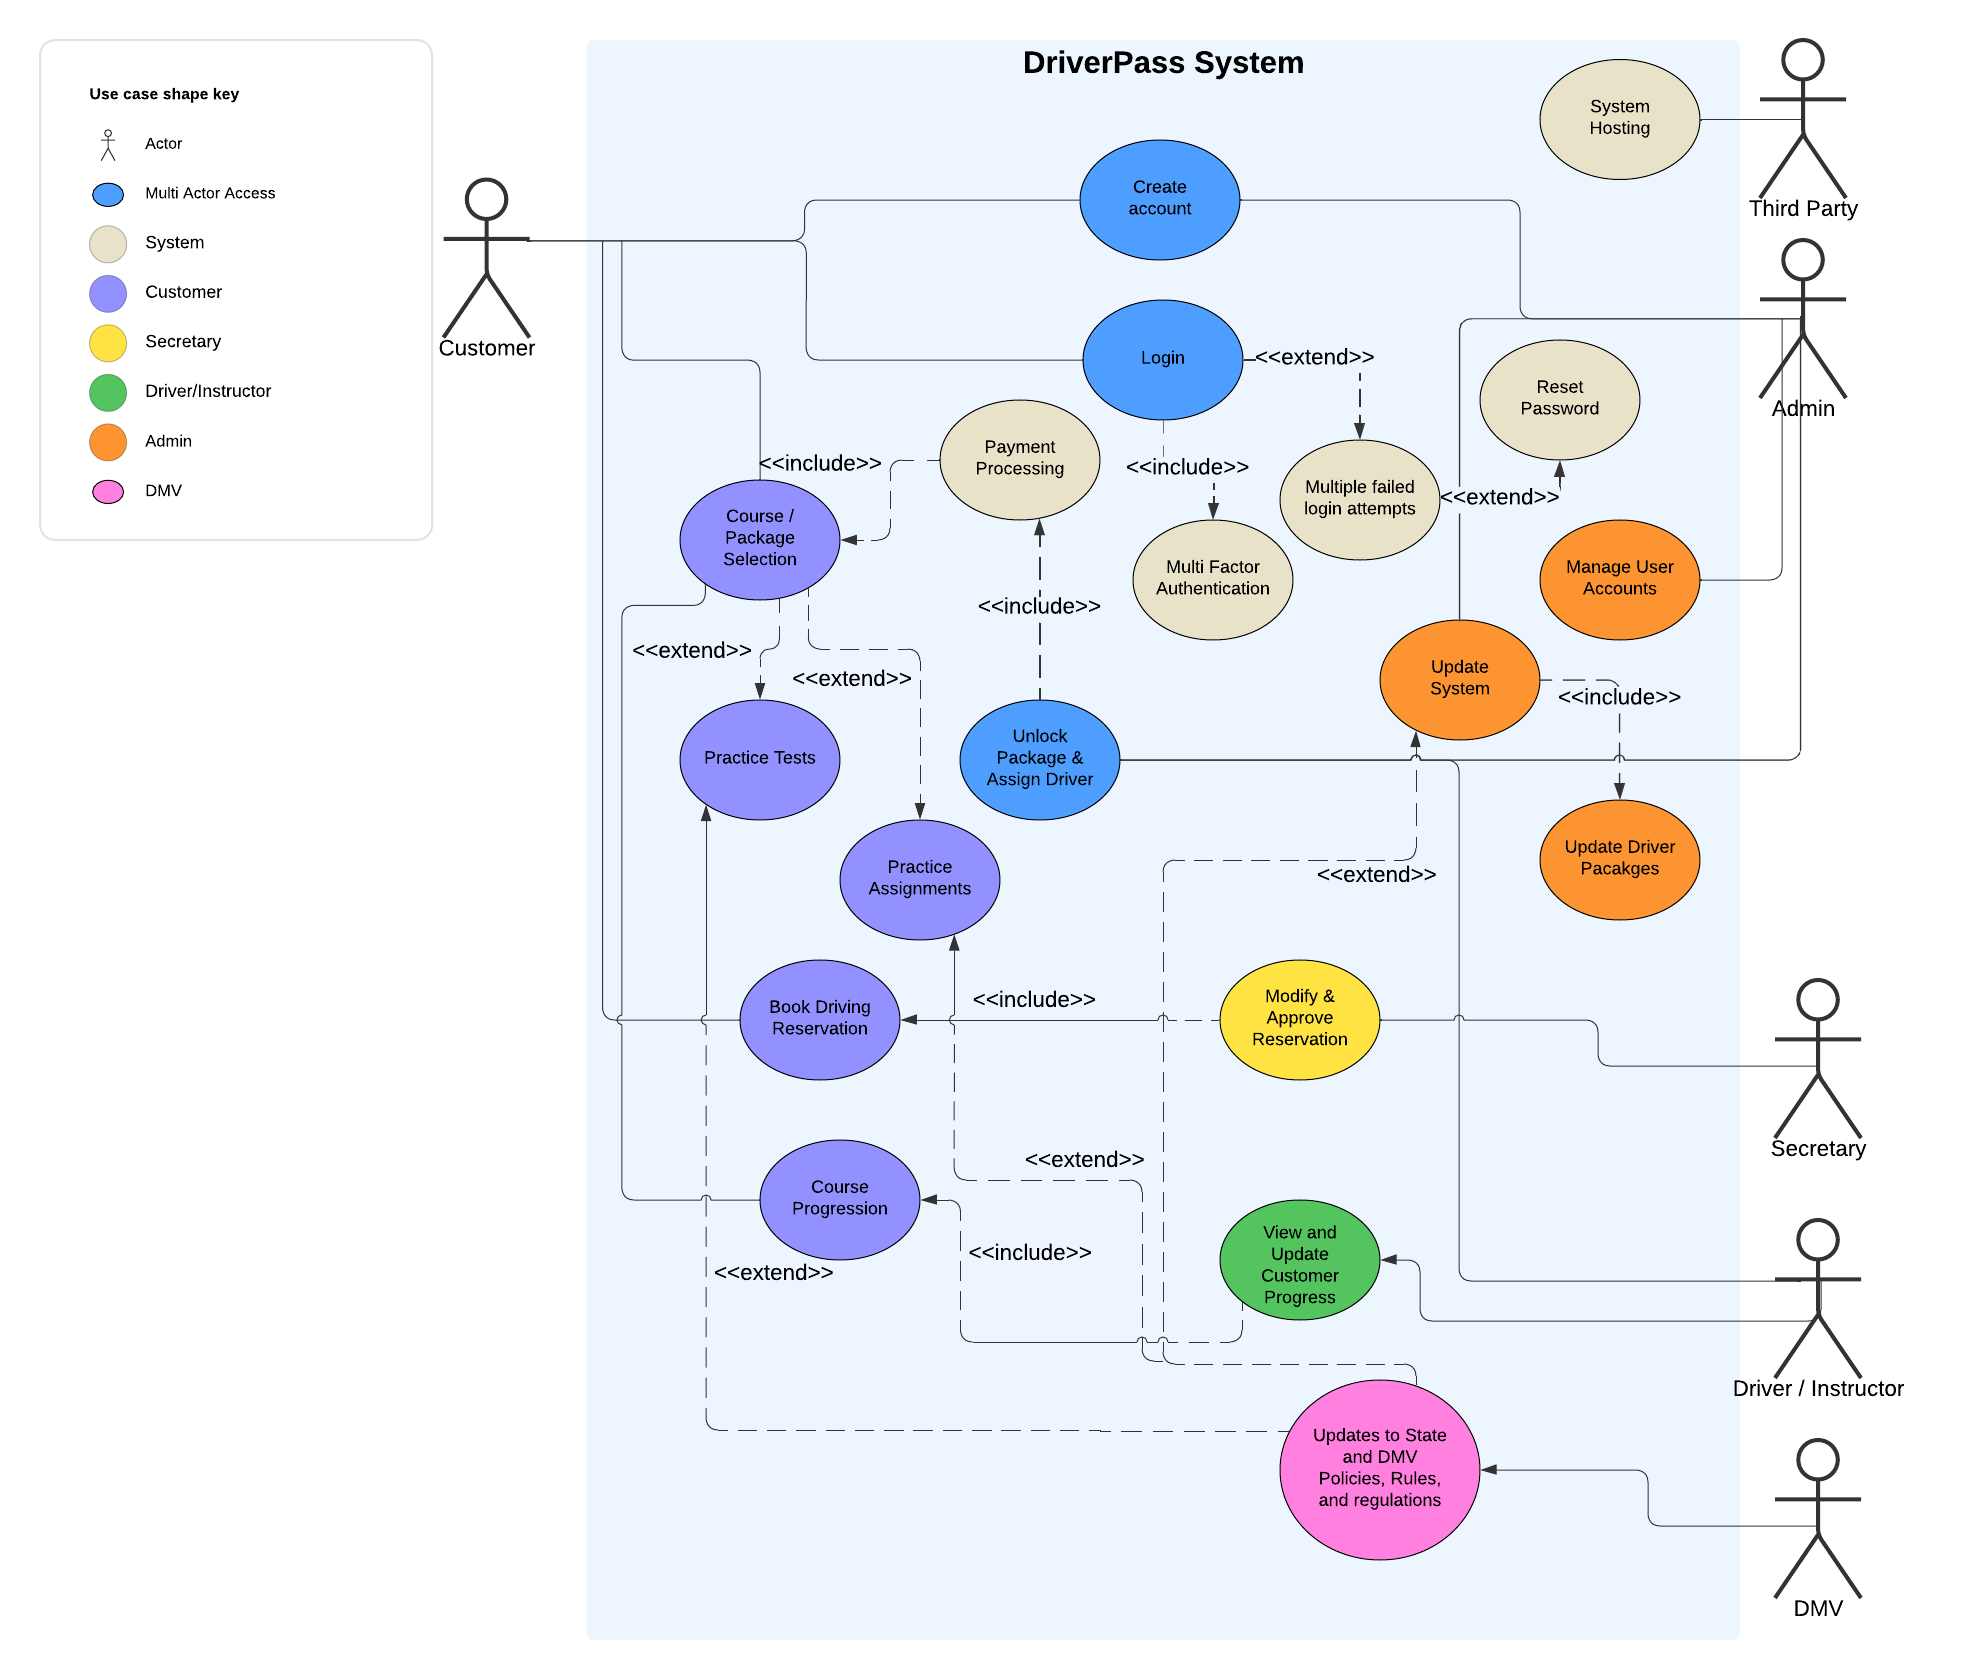 DriverPass System
Use case shape key
Actor
Multi Actor Access
System
Customer
Secretary
Driver/Instructor
Admin
DMV
Customer
Third Party
Admin
Secretary
Driver / Instructor
DMV
System
Hosting
Create
account
Login
<<extend>>
Reset
Password
Payment
Processing
<<include>>
<<include>>
Multiple failed
login attempts
<<extend>>
Course /
Package
Selection
Multi Factor
Authentication
Manage User
Accounts
<<include>>
<<extend>>
<<extend>>
Update
System
<<include>>
Practice Tests
Unlock
Package &
Assign Driver
Update Driver
Pacakges
<<extend>>
Practice
Assignments
<<include>>
Book Driving
Reservation
Modify &
Approve
Reservation
<<extend>>
Course
Progression
<<include>>
<<extend>>
View and
Update
Customer
Progress
Updates to State
and DMV
Policies, Rules,
and regulations